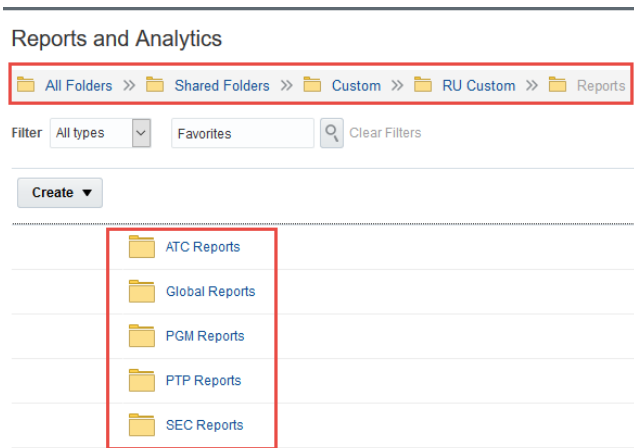 Reports and Analytics
All Folders >> Shared Folders >> Custom >> RU Custom >> Reports
Filter All types Favorites Clear Filters
Create
ATC Reports
Global Reports
PGM Reports
PTP Reports
SEC Reports